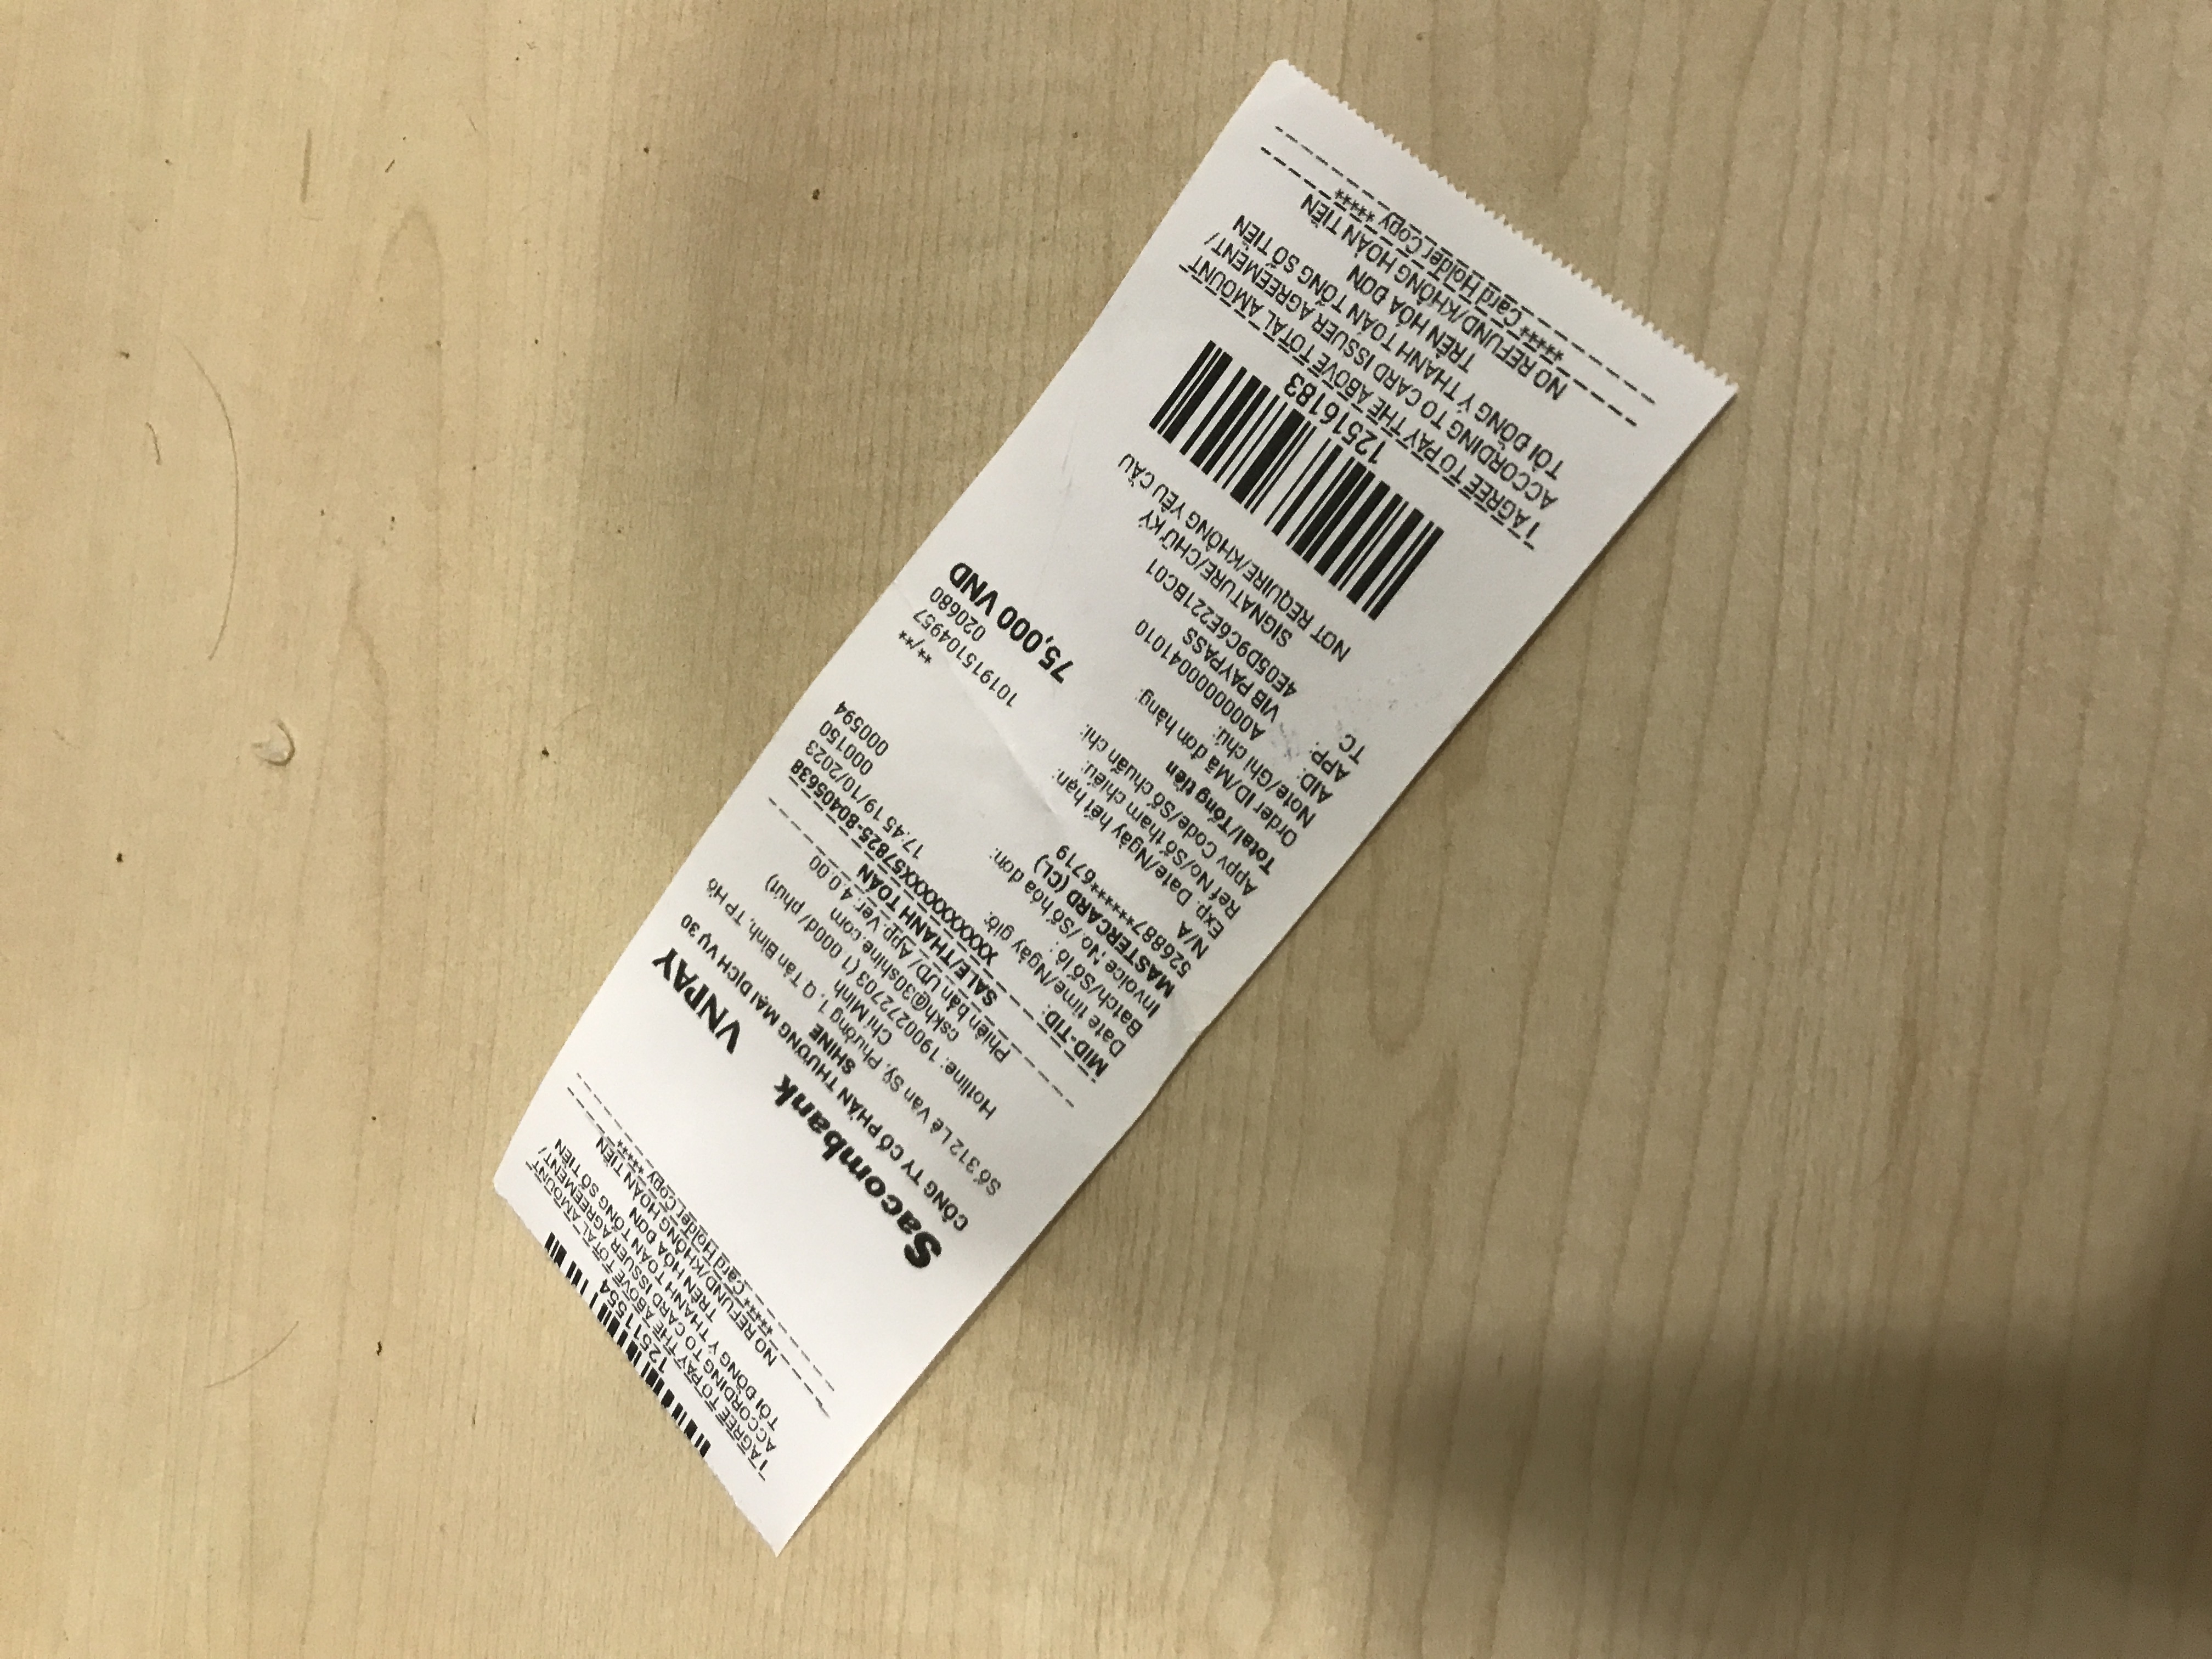 12511554
I AGREE TO PAY THE ABOVE TOTAL AMOUNT
ACCORDING TO CARD ISSUER AGREEMENT/
TÔI ĐỒNG Ý THANH TOÁN TỔNG SỐ TIỀN
TRÊN HÓA ĐƠN
NO REFUND/KHÔNG HOÀN TIỀN
***** Card Holder Copy *****
Sacombank VNPAY
CÔNG TY CỔ PHẦN THƯƠNG MẠI DỊCH VỤ 30
SHINE
Số 312 Lê Văn Sỹ, Phường 1, Q Tân Bình, TP Hồ
Chí Minh
Hotline: 1900272703 (1 000đ/ phút)
cskh@30shine.com
Phiên bản ƯD/ App. Ver: 4.0.00
SALE/THANH TOÁN
MID-TID: XXXXXXXXXX57825-B0405638
Date time/Ngày giờ: 17:45 19/10/2023
Batch/Số lô : 000150
Invoice No./Số hóa đơn: 000594
MASTERCARD (CL)
526887******6719
N/A
Exp. Date/Ngày hết hạn: **/**
Ref No/Số tham chiếu: 101915104957
Appv Code/Số chuẩn chi: 020680
Total/Tổng tiền 75,000 VND
Order ID/Mã đơn hàng:
Note/Ghi chú:
AID: A0000000041010
APP: VIB PAYPASS
TC 4E05D9C6E221BC01
SIGNATURE/CHỮ KÝ
NOT REQUIRE/KHÔNG YÊU CẦU
12516183
I AGREE TO PAY THE ABOVE TOTAL AMOUNT
ACCORDING TO CARD ISSUER AGREEMENT/
TÔI ĐỒNG Ý THANH TOÁN TỔNG SỐ TIỀN
TRÊN HÓA ĐƠN
NO REFUND/KHÔNG HOÀN TIỀN
***** Card Holder Copy *****